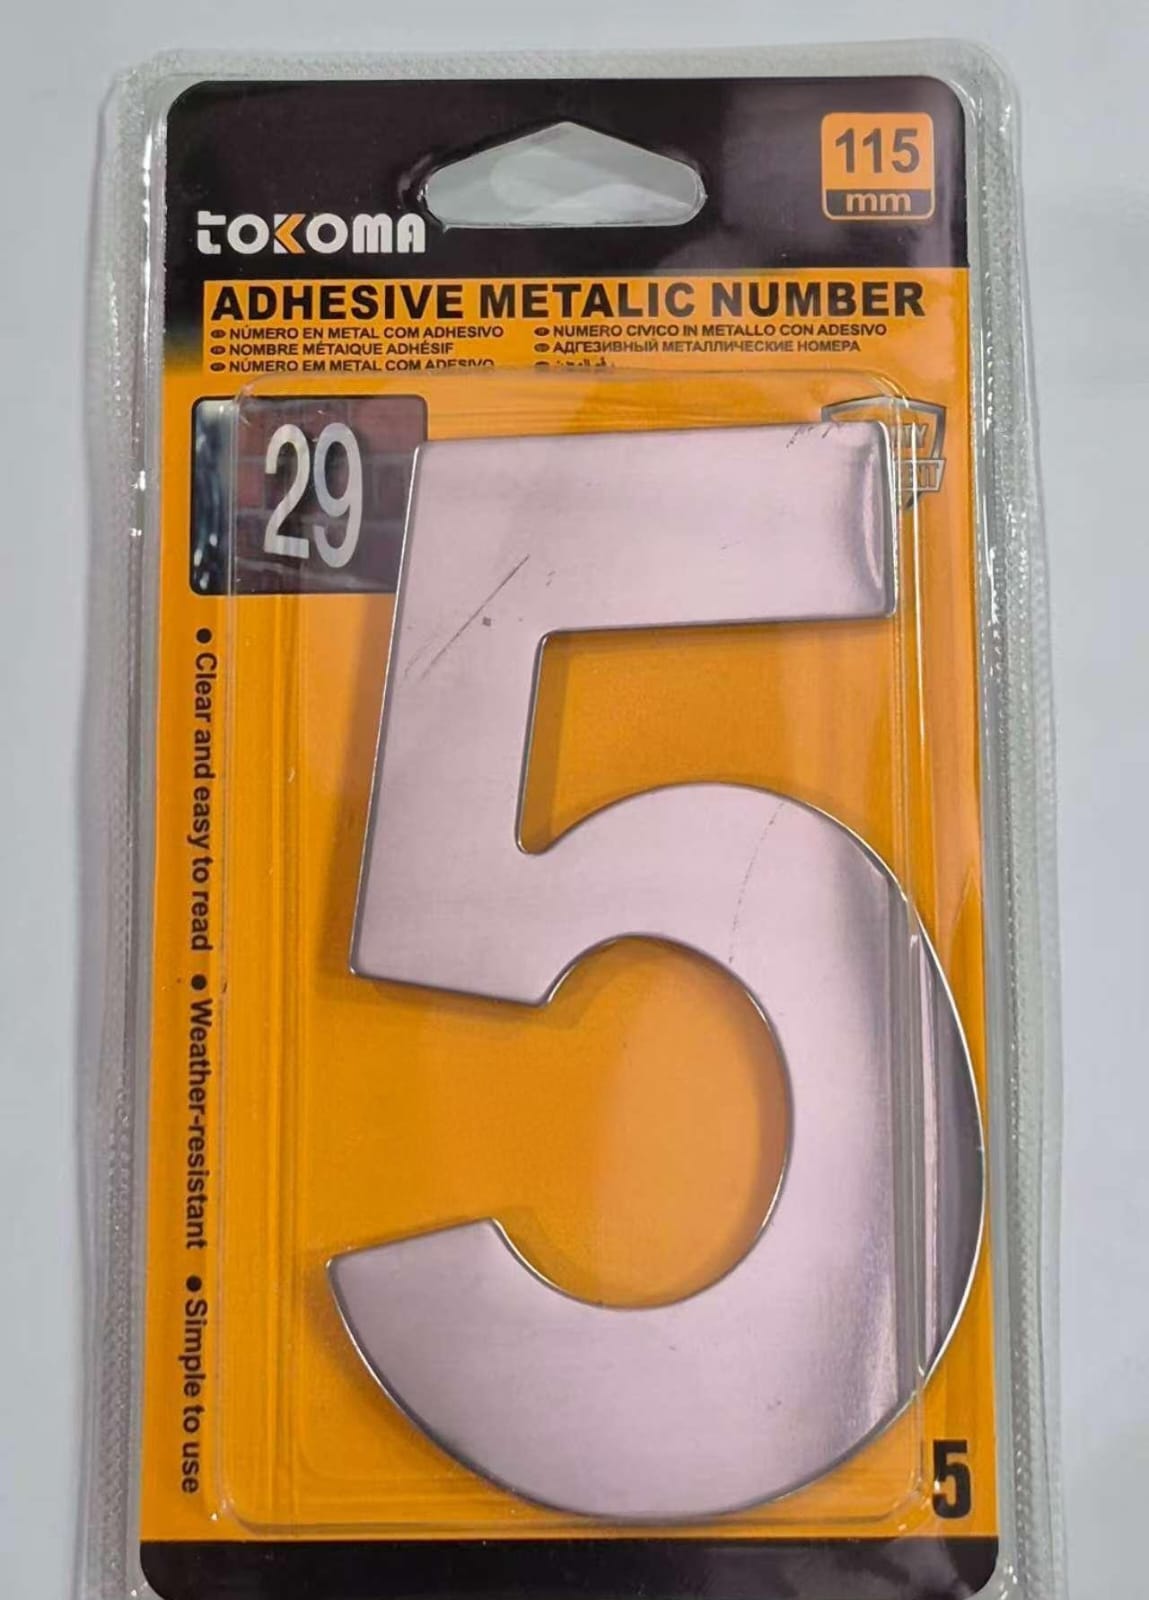 115
mm
TOKOMA
ADHESIVE METALIC NUMBER
NÚMERO EN METAL COM ADHESIVO
NOMBRE MÉTAIQUE ADHÉSIF
NÚMERO EM METAL COM ADESIVO
NUMERO CIVICO IN METALLO CON ADESIVO
АДГЕЗИВНЫЙ МЕТАЛЛИЧЕСКИЕ НОМЕРА
29
5
● Clear and easy to read ● Weather-resistant ● Simple to use
5